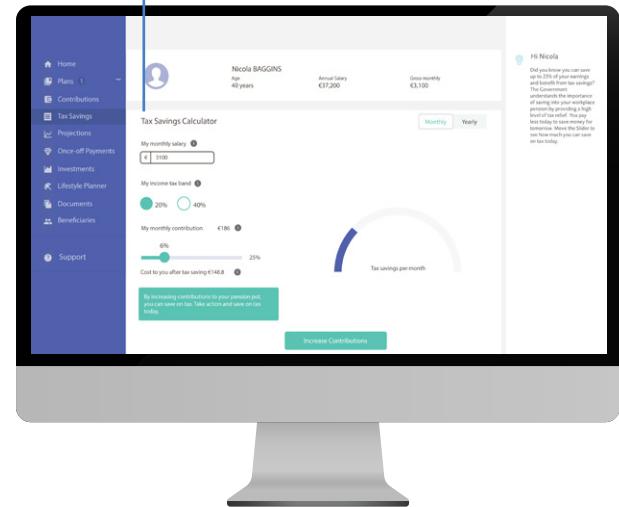 Home
Plans 1
Contributions
Tax Savings
Projections
Once-off Payments
Investments
Lifestyle Planner
Documents
Beneficiaries
Support
Nicola BAGGINS
Age
40 years
Annual Salary
€37,200
Gross monthly
€3,100
Tax Savings Calculator
Monthly Yearly
My monthly salary
€ 3100
My income tax band
20% 40%
My monthly contribution €186
6%
25%
Cost to you after tax saving €148.8
By increasing contributions to your pension pot,
you can save on tax. Take action and save on tax
today.
Tax savings per month
Increase Contributions
Hi Nicola
Did you know you can save
up to 25% of your earnings
and benefit from tax savings?
The Government
understands the importance
of saving into your workplace
pension by providing a high
level of tax relief. You pay
less today to save money for
tomorrow. Move the Slider to
see how much you can save
on tax today.